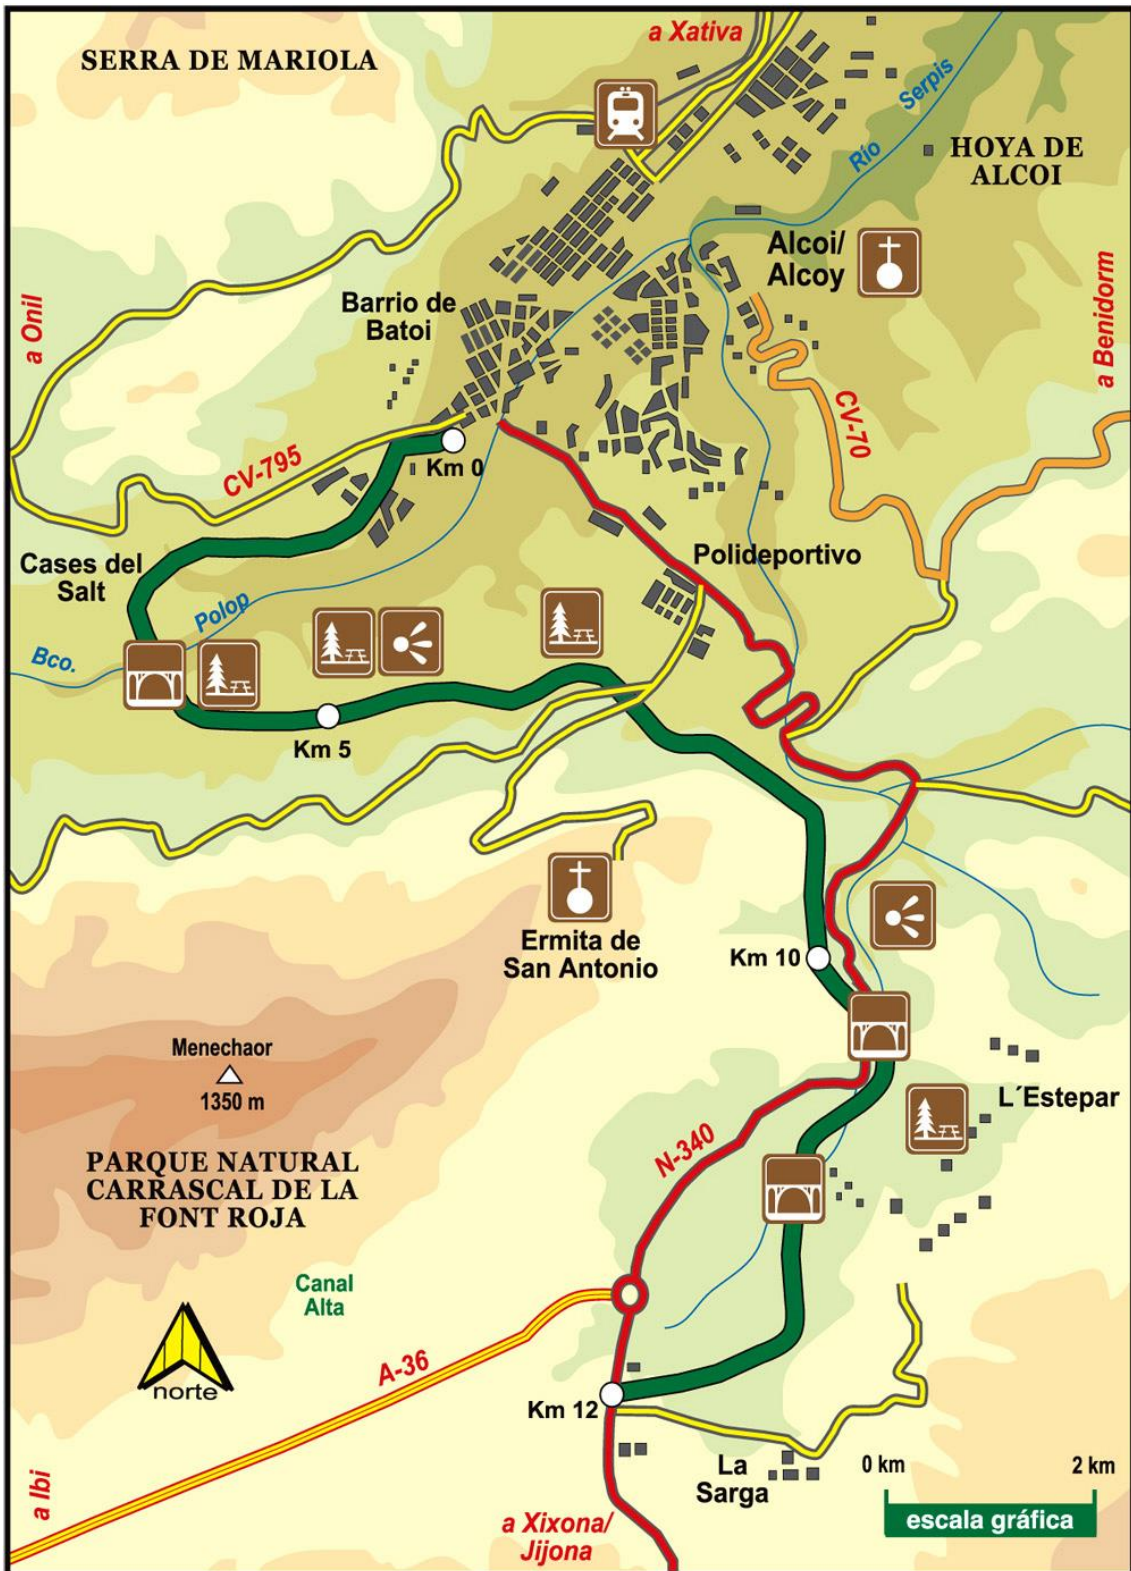 a Xativa
SERRA DE MARIOLA
Serpis
Río
HOYA DE
ALCOI
Alcoi/
Alcoy
Barrio de
Batoi
a Onil
a Benidorm
CV-70
CV-795
Km 0
Cases del
Salt
Polideportivo
Polop
Bco.
Km 5
Ermita de
San Antonio
Km 10
Menechaor
1350 m
L´Estepar
N-340
PARQUE NATURAL
CARRASCAL DE LA
FONT ROJA
Canal
Alta
norte
A-36
Km 12
a Ibi
La
Sarga
0 km
2 km
escala gráfica
a Xixona/
Jijona